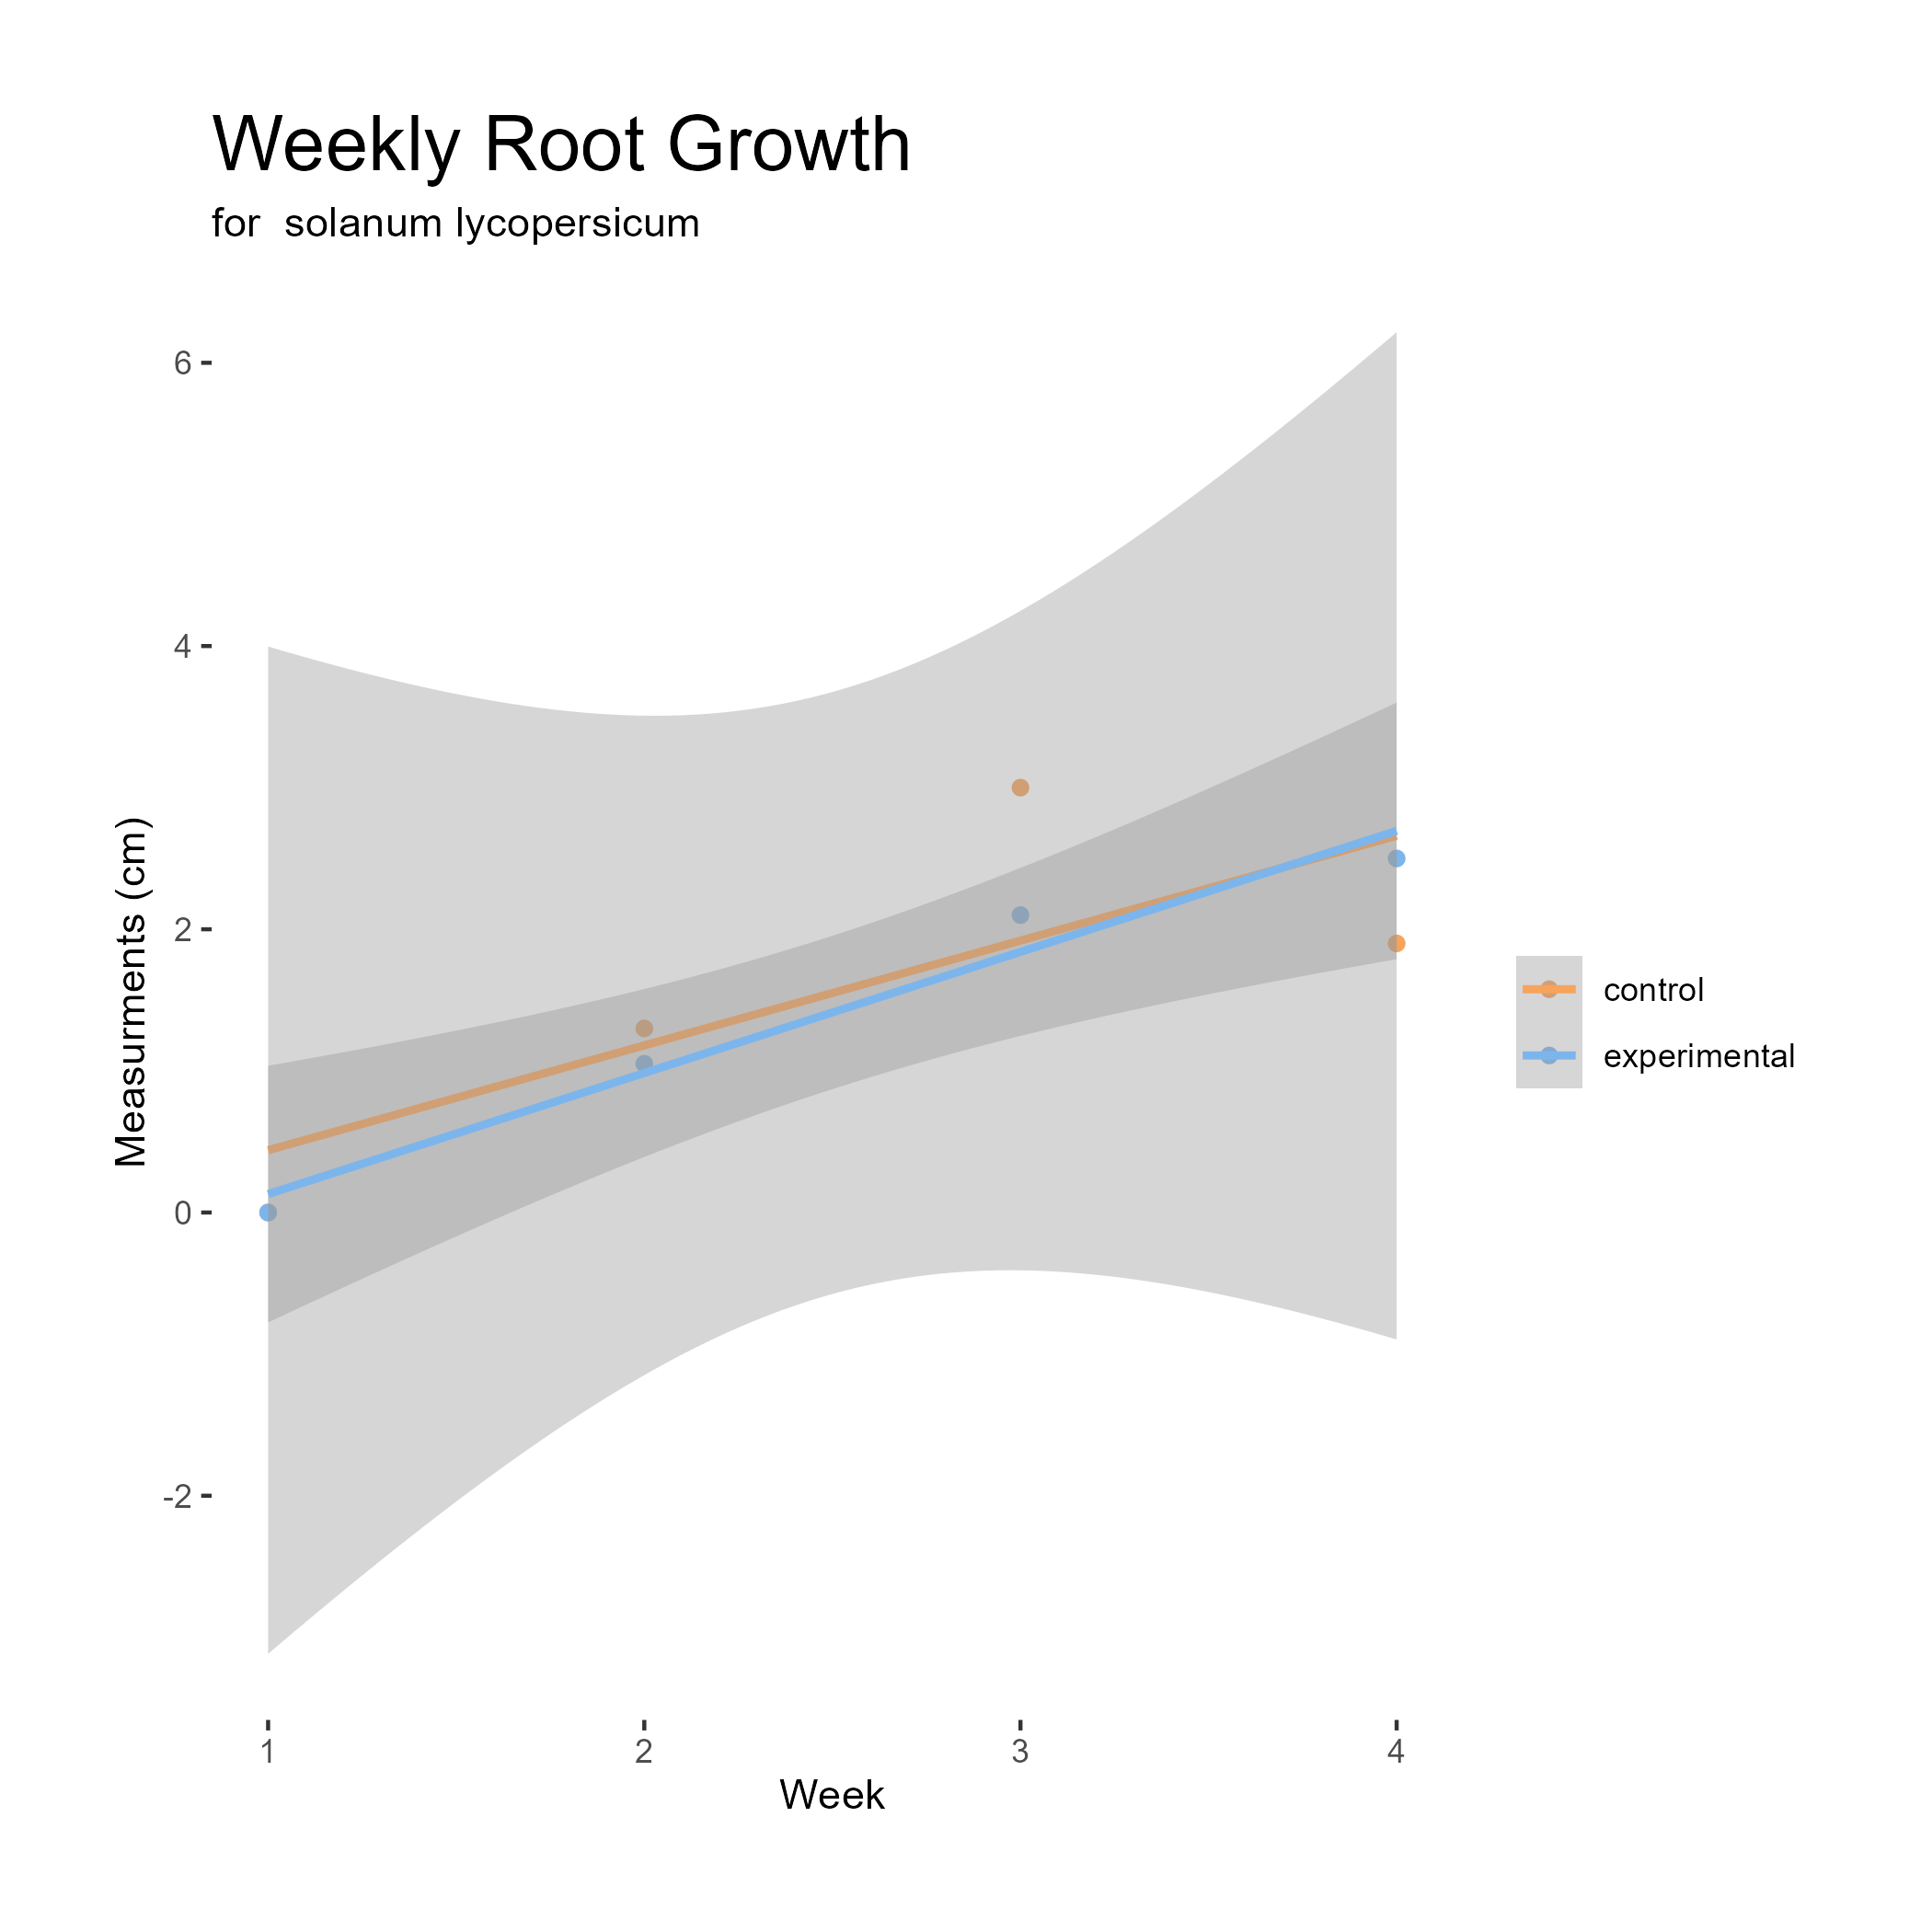 Weekly Root Growth
for  solanum lycopersicum
Measurments (cm)
6
4
2
0
-2
1
2
3
4
Week
control
experimental